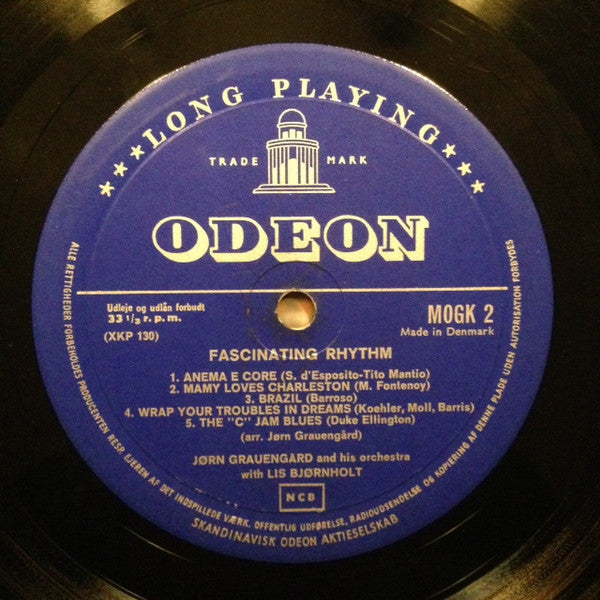 ★★★LONG PLAYING★★★
TRADE MARK
ODEON
Udleje og udlån forbudt
33 1/3 r.p.m.
(XKP 130)
MOGK 2
Made in Denmark
FASCINATING RHYTHM
1. ANEMA E CORE (S. d'Esposito-Tito Mantio)
2. MAMY LOVES CHARLESTON (M. Fontenoy)
3. BRAZIL (Barroso)
4. WRAP YOUR TROUBLES IN DREAMS (Koehler, Moll, Barris)
5. THE "C" JAM BLUES (Duke Ellington)
(arr. Jørn Grauengård)
JØRN GRAUENGÅRD and his orchestra
with LIS BJØRNHOLT
NCB
ALLE RETTIGHEDER FORBEHOLDES PRODUCENTEN RESP. EJEREN AF DET INDSPILLEDE VÆRK. OFFENTLIG UDFØRELSE, RADIOUDSENDELSE OG KOPIERING AF DENNE PLADE UDEN AUTORISATION FORBYDES
SKANDINAVISK ODEON AKTIESELSKAB